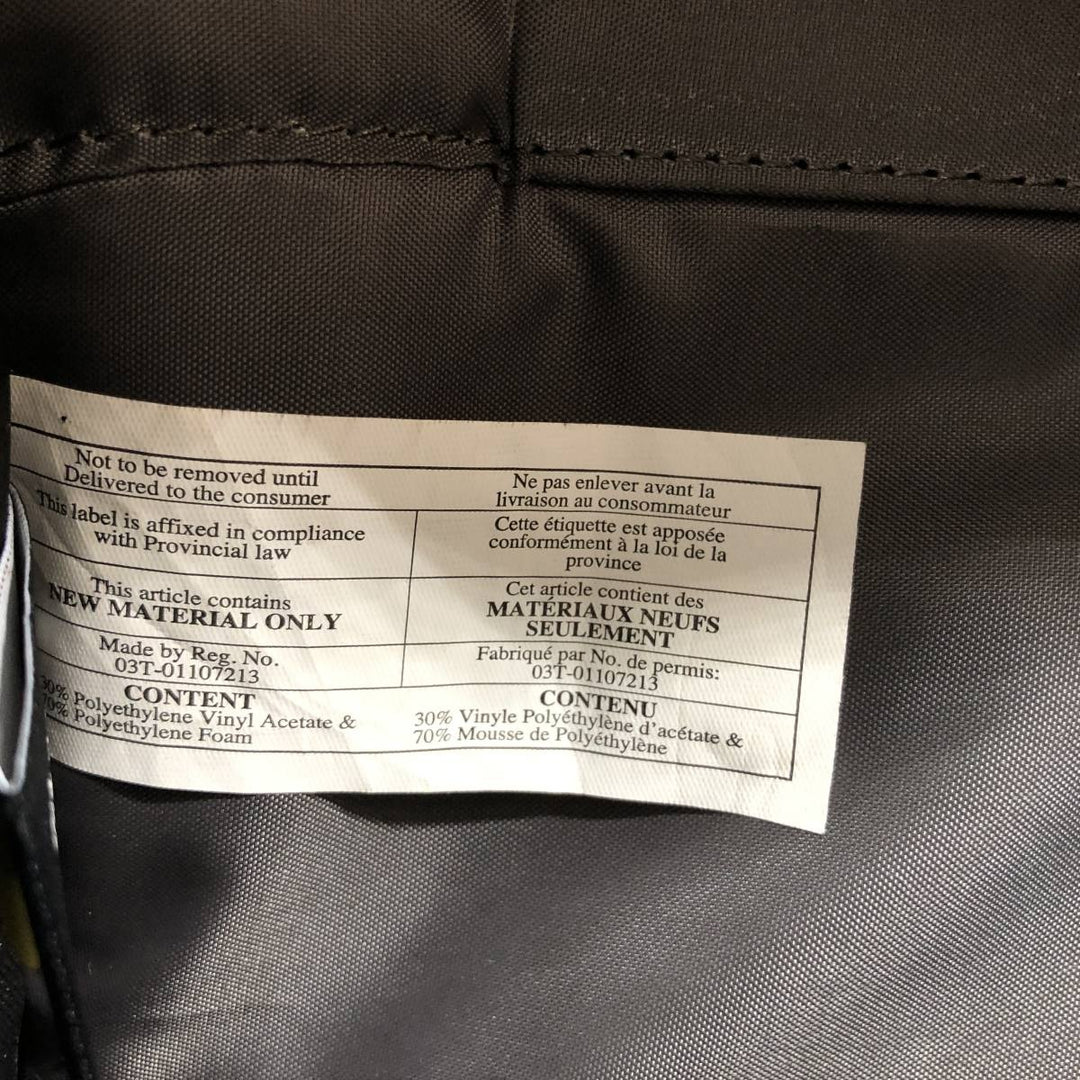 Not to be removed until
Delivered to the consumer
Ne pas enlever avant la
livraison au consommateur
This label is affixed in compliance
with Provincial law
Cette étiquette est apposée
conformément à la loi de la
province
This article contains
NEW MATERIAL ONLY
Cet article contient des
MATÉRIAUX NEUFS
SEULEMENT
Made by Reg. No.
03T-01107213
Fabriqué par No. de permis:
03T-01107213
CONTENT
30% Polyethylene Vinyl Acetate &
70% Polyethylene Foam
CONTENU
30% Vinyle Polyéthylène d'acétate &
70% Mousse de Polyéthylène